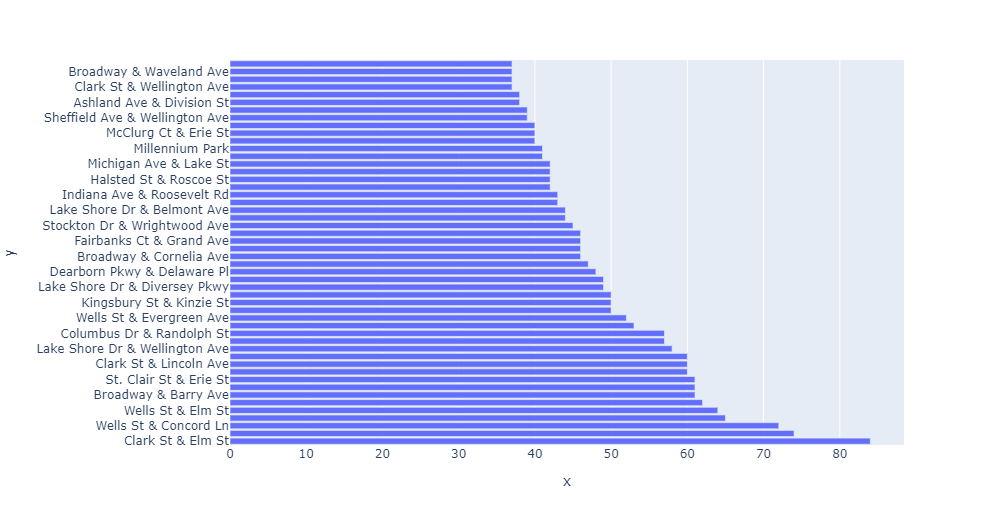 Broadway & Waveland Ave
Clark St & Wellington Ave
Ashland Ave & Division St
Sheffield Ave & Wellington Ave
McClurg Ct & Erie St
Millennium Park
Michigan Ave & Lake St
Halsted St & Roscoe St
Indiana Ave & Roosevelt Rd
Lake Shore Dr & Belmont Ave
Stockton Dr & Wrightwood Ave
Fairbanks Ct & Grand Ave
Broadway & Cornelia Ave
Dearborn Pkwy & Delaware Pl
Lake Shore Dr & Diversey Pkwy
Kingsbury St & Kinzie St
Wells St & Evergreen Ave
Columbus Dr & Randolph St
Lake Shore Dr & Wellington Ave
Clark St & Lincoln Ave
St. Clair St & Erie St
Broadway & Barry Ave
Wells St & Elm St
Wells St & Concord Ln
Clark St & Elm St
y
0 10 20 30 40 50 60 70 80
x